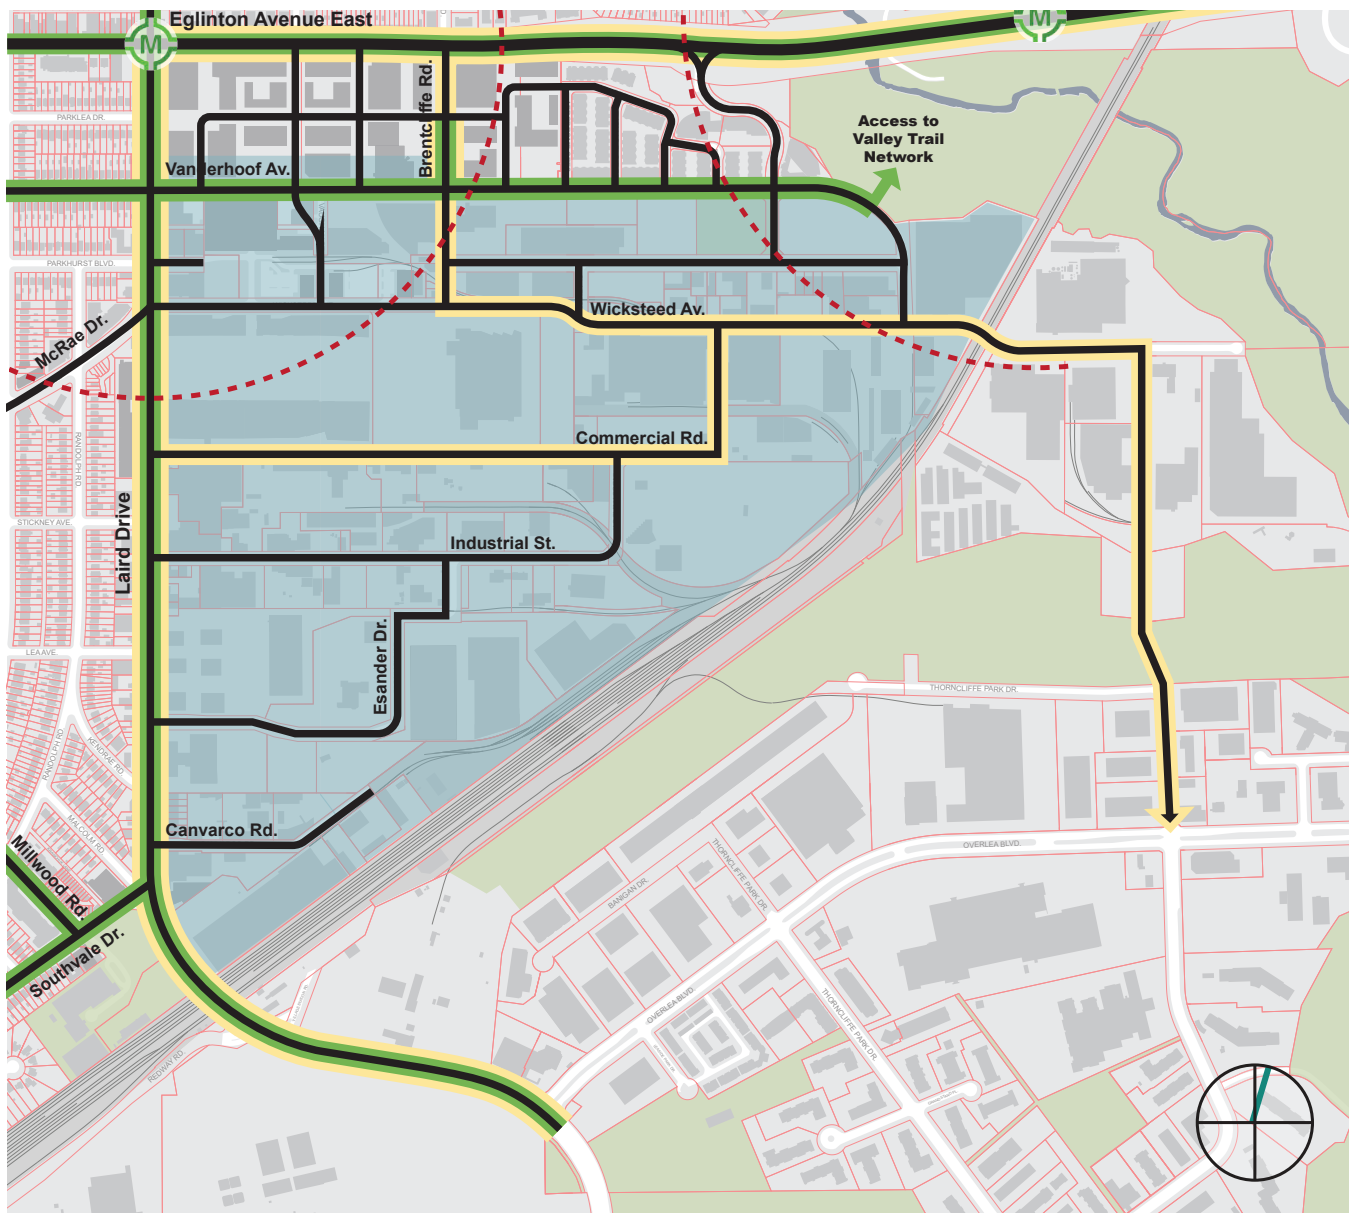 Eglinton Avenue East
M
M
PARKLEA DR.
Brentcliffe Rd.
Access to
Valley Trail
Network
Vanderhoof Av.
PARKHURST BLVD.
Wicksteed Av.
McRae Dr.
RANDOLPH RD.
Commercial Rd.
STICKNEY AVE.
Laird Drive
Industrial St.
LEA AVE.
Esander Dr.
THORNCLIFFE PARK DR.
RANDOLPH RD
KENDRAE RD.
MALCOLM RD.
Canvarco Rd.
OVERLEA BLVD.
Millwood Rd.
THORNCLIFFE PARK DR.
BANIGAN DR.
Southvale Dr.
OVERLEA BLVD.
THORNCLIFFE PARK DR.
REDWAY RD.